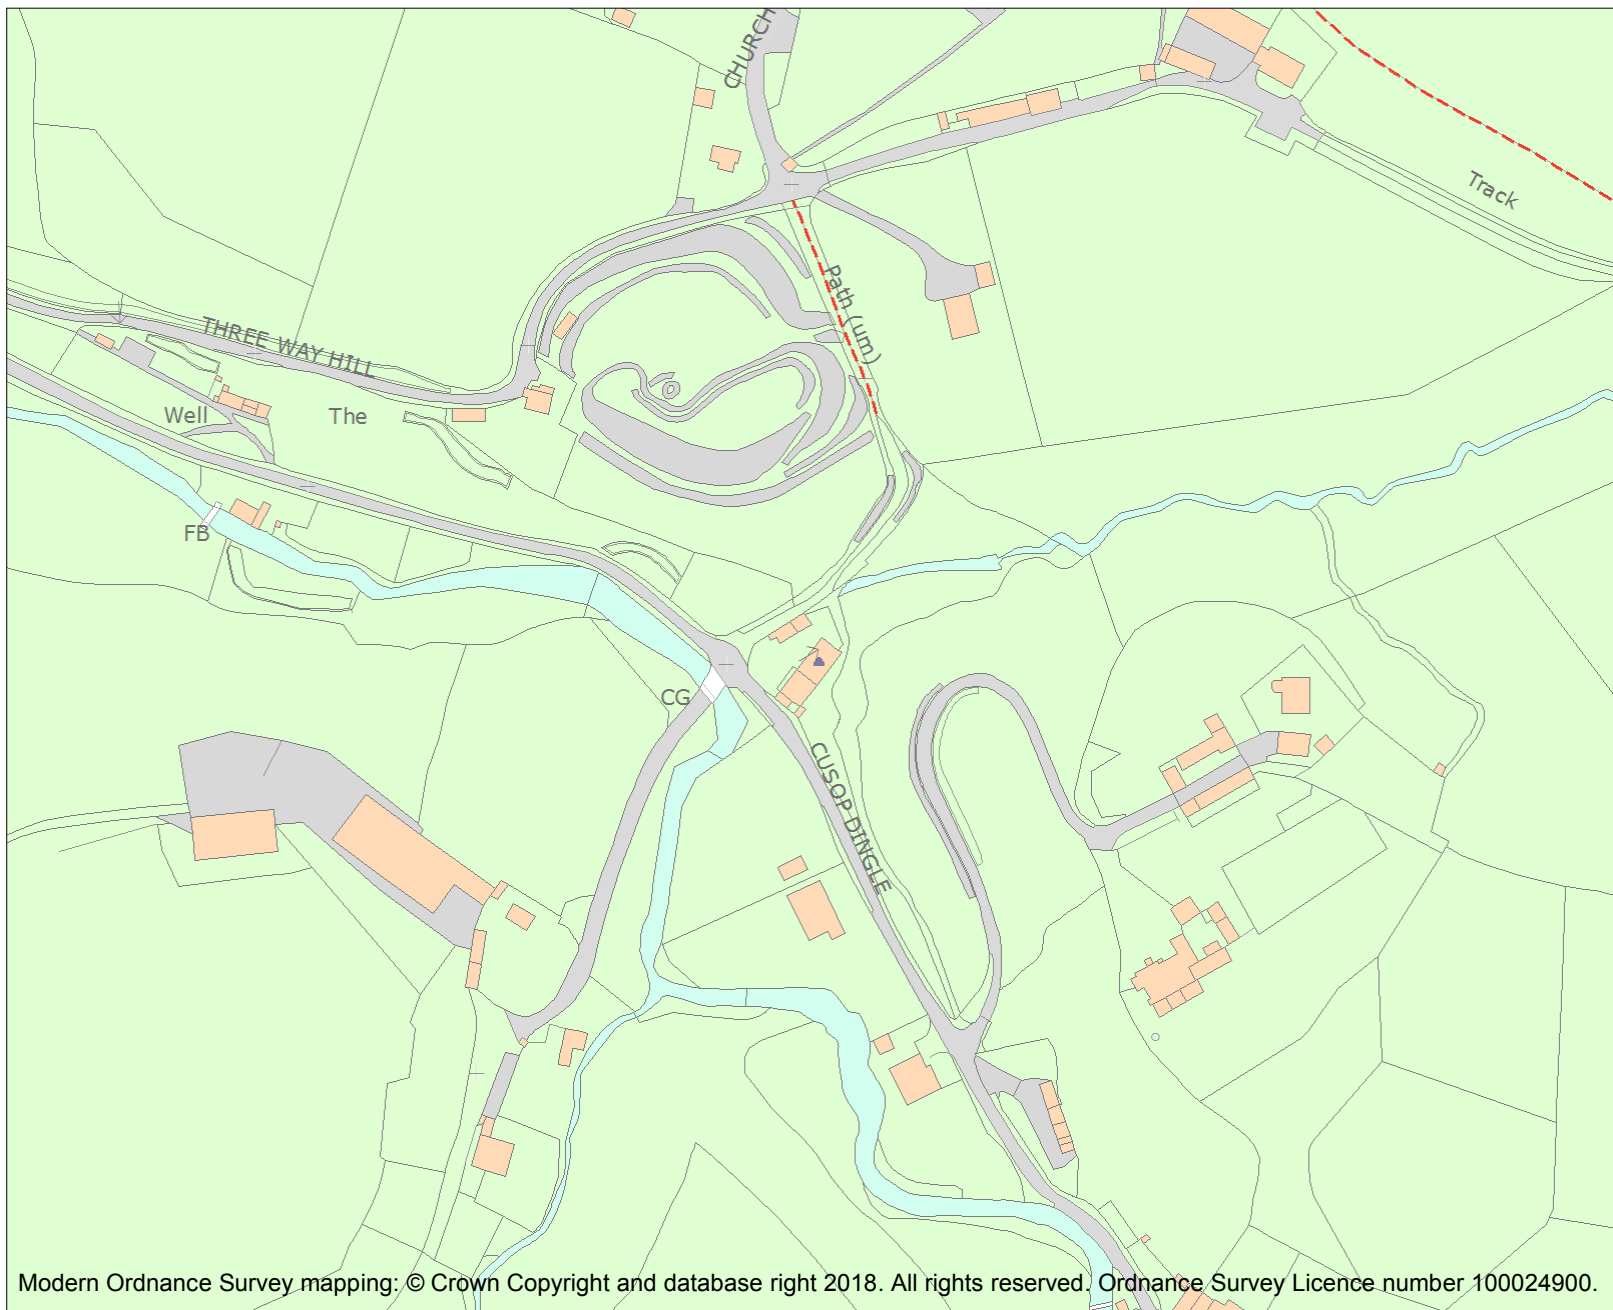 CHURCH
Track
Path (um)
THREE WAY HILL
Well
The
FB
CG
CUSOP DINGLE
Modern Ordnance Survey mapping: © Crown Copyright and database right 2018. All rights reserved. Ordnance Survey Licence number 100024900.